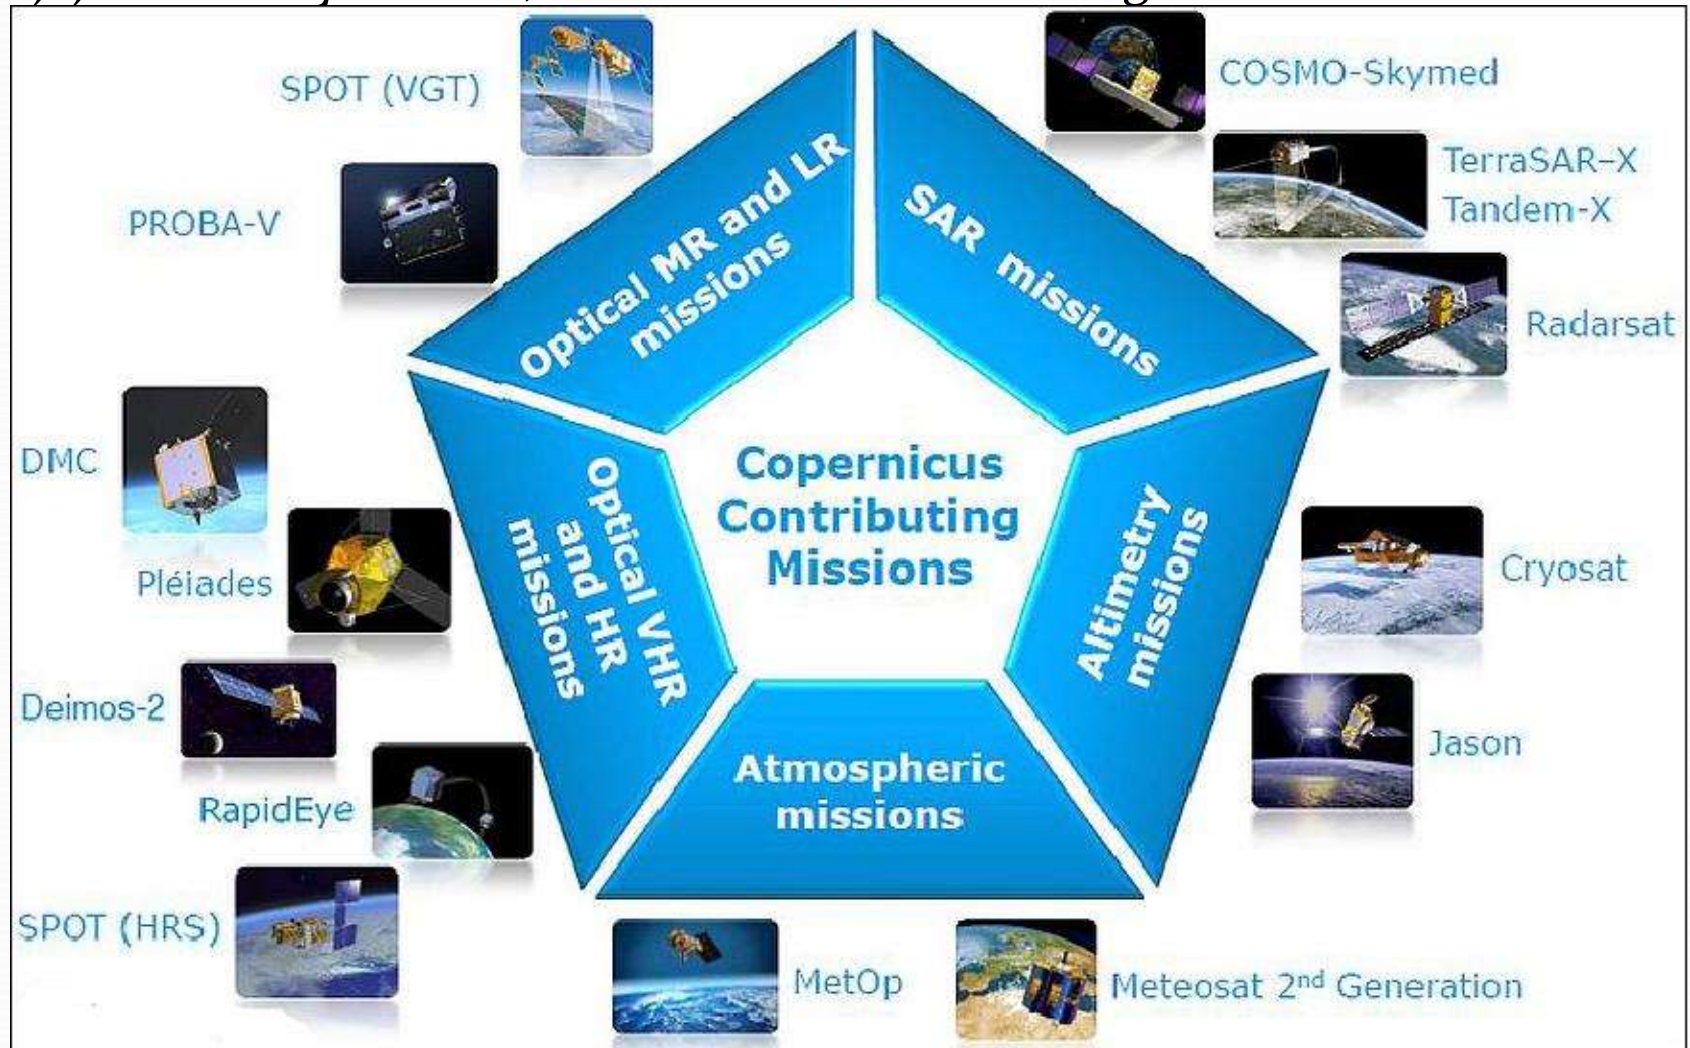 SPOT (VGT)
PROBA-V
Optical MR and LR
missions
SAR missions
COSMO-Skymed
TerraSAR–X
Tandem-X
Radarsat
DMC
Pléiades
Deimos-2
RapidEye
SPOT (HRS)
Optical VHR
and HR
missions
Copernicus
Contributing
Missions
Altimetry
missions
Cryosat
Jason
Atmospheric
missions
MetOp
Meteosat 2nd Generation